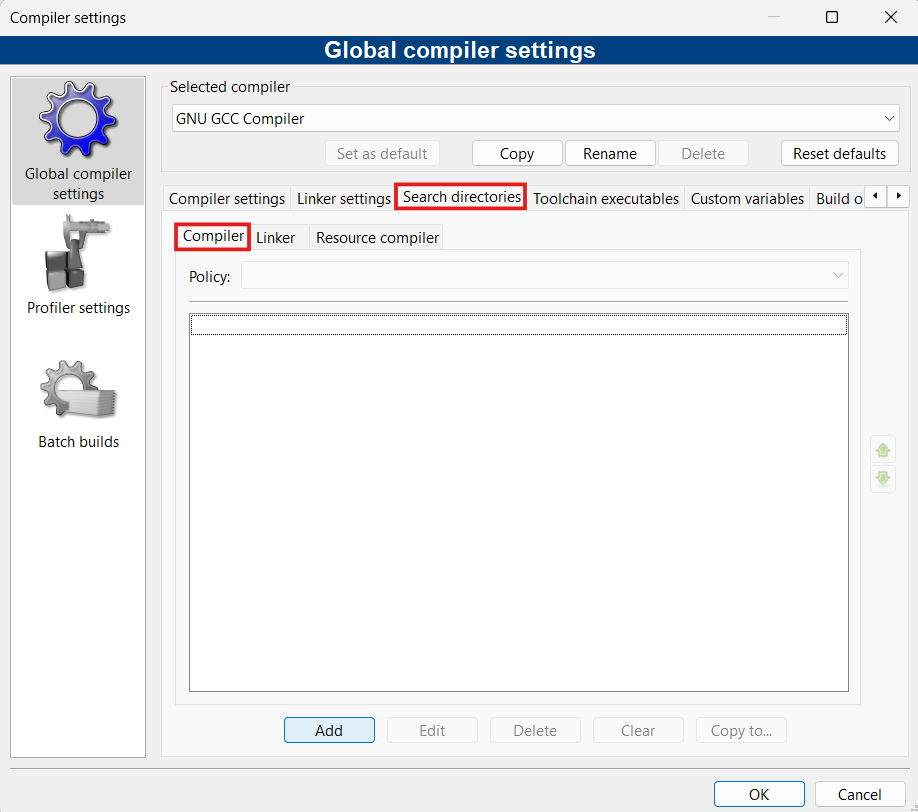 Compiler settings
Global compiler settings
Global compiler
settings
Profiler settings
Batch builds
Selected compiler
GNU GCC Compiler
Set as default
Copy
Rename
Delete
Reset defaults
Compiler settings
Linker settings
Search directories
Toolchain executables
Custom variables
Build o
Compiler
Linker
Resource compiler
Policy:
Add
Edit
Delete
Clear
Copy to...
OK
Cancel